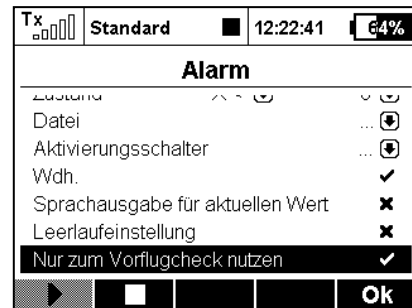 Tx Standard 12:22:41 64%
Alarm
Zustand
Datei ...
Aktivierungsschalter ...
Wdh.
Sprachausgabe für aktuellen Wert
Leerlaufeinstellung
Nur zum Vorflugcheck nutzen
Ok